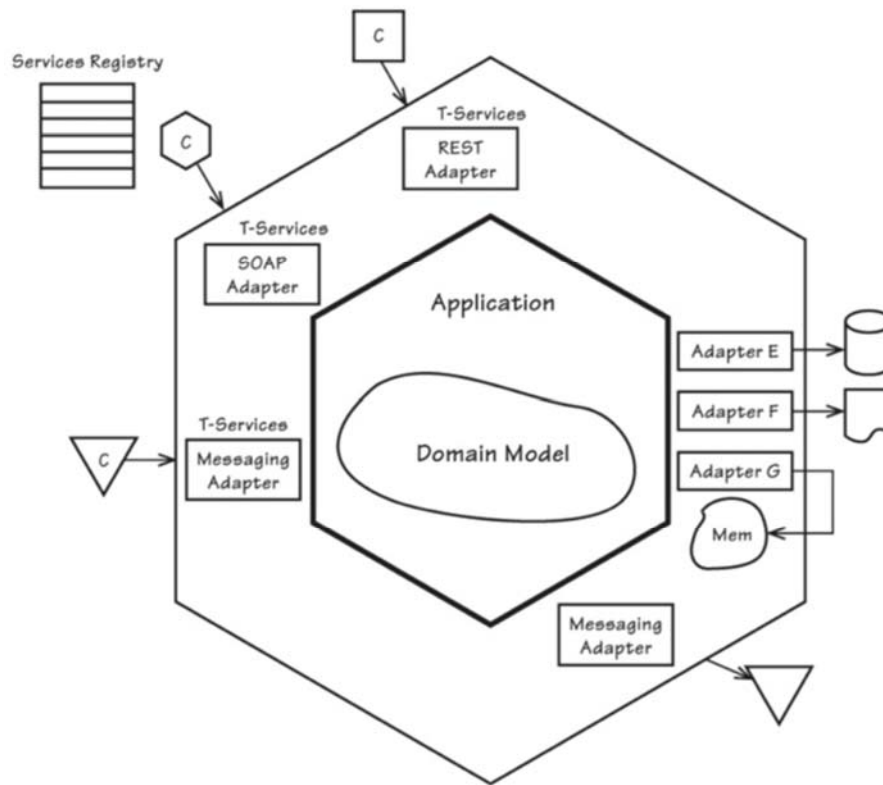 C
Services Registry
T-Services
REST
Adapter
C
T-Services
SOAP
Adapter
Application
Adapter E
Adapter F
T-Services
Messaging
Adapter
C
Domain Model
Adapter G
Mem
Messaging
Adapter